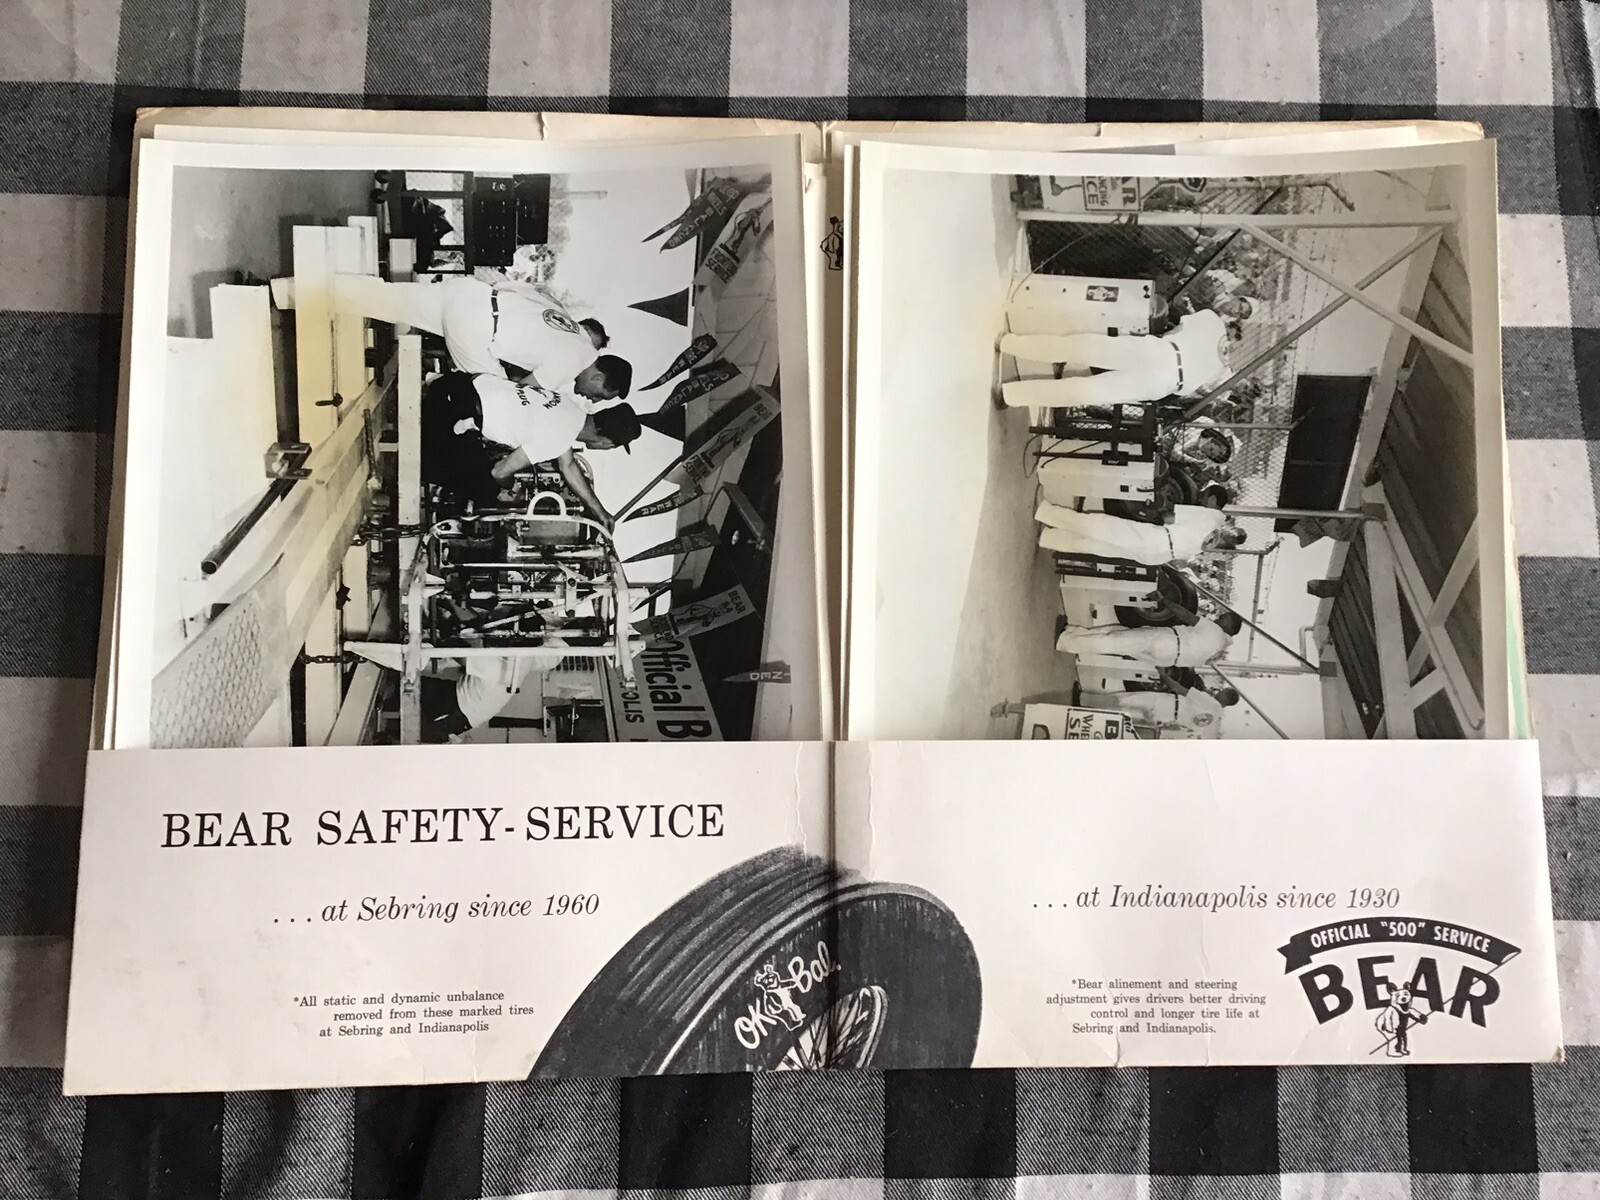 BEAR SAFETY-SERVICE
...at Sebring since 1960
*All static and dynamic unbalance
removed from these marked tires
at Sebring and Indianapolis
OK Bal.
...at Indianapolis since 1930
*Bear alinement and steering
adjustment gives drivers better driving
control and longer tire life at
Sebring and Indianapolis.
OFFICIAL "500" SERVICE
BEAR
Official B
BEAR